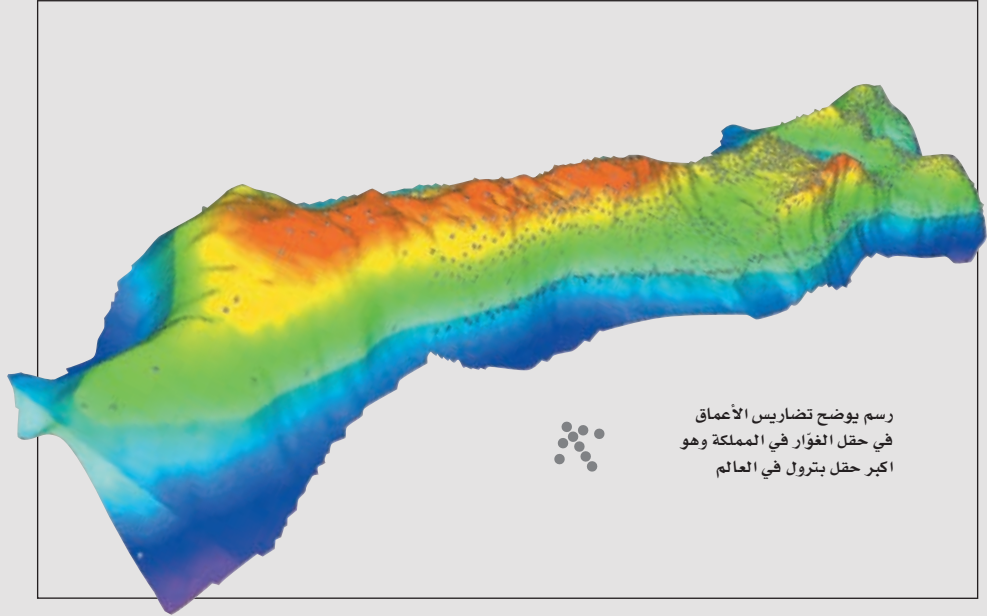 رسم يوضح تضاريس الأعماق
في حقل الغوّار في المملكة وهو
اكبر حقل بترول في العالم